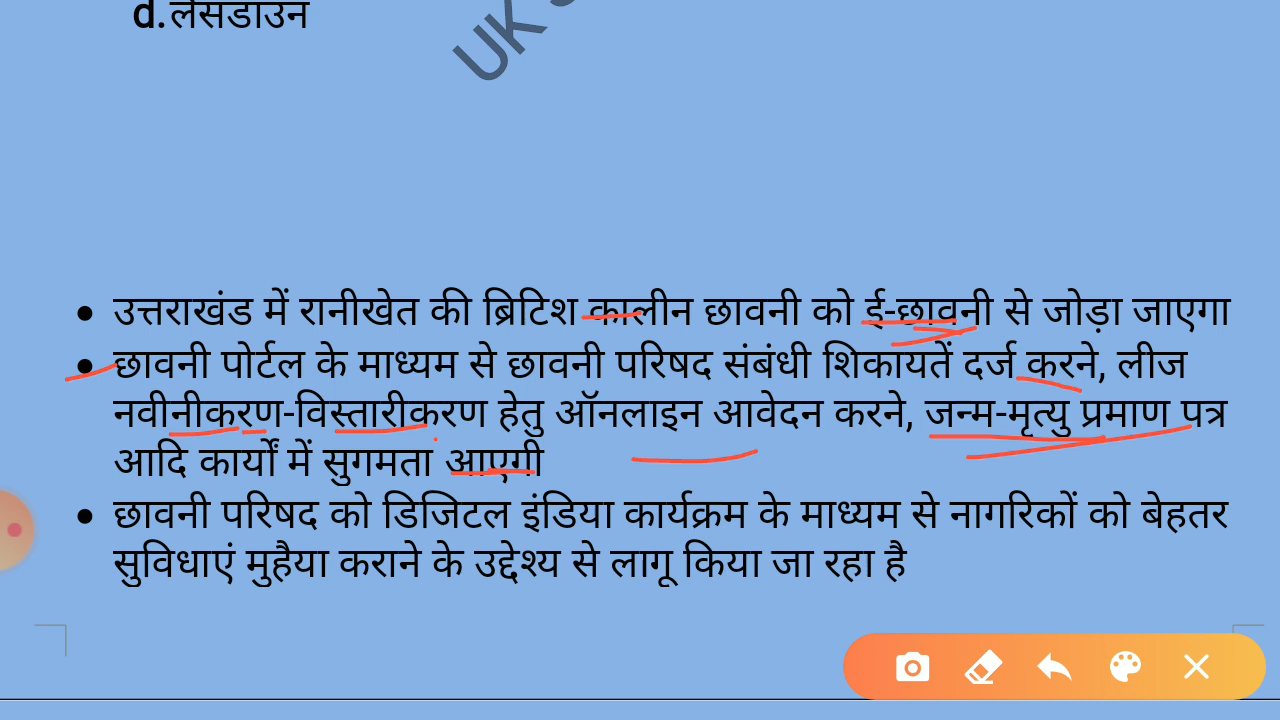 d.लैंसडाउन
UK
• उत्तराखंड में रानीखेत की ब्रिटिश कालीन छावनी को ई-छावनी से जोड़ा जाएगा
• छावनी पोर्टल के माध्यम से छावनी परिषद संबंधी शिकायतें दर्ज करने, लीज
नवीनीकरण-विस्तारीकरण हेतु ऑनलाइन आवेदन करने, जन्म-मृत्यु प्रमाण पत्र
आदि कार्यों में सुगमता आएगी
• छावनी परिषद को डिजिटल इंडिया कार्यक्रम के माध्यम से नागरिकों को बेहतर
सुविधाएं मुहैया कराने के उद्देश्य से लागू किया जा रहा है